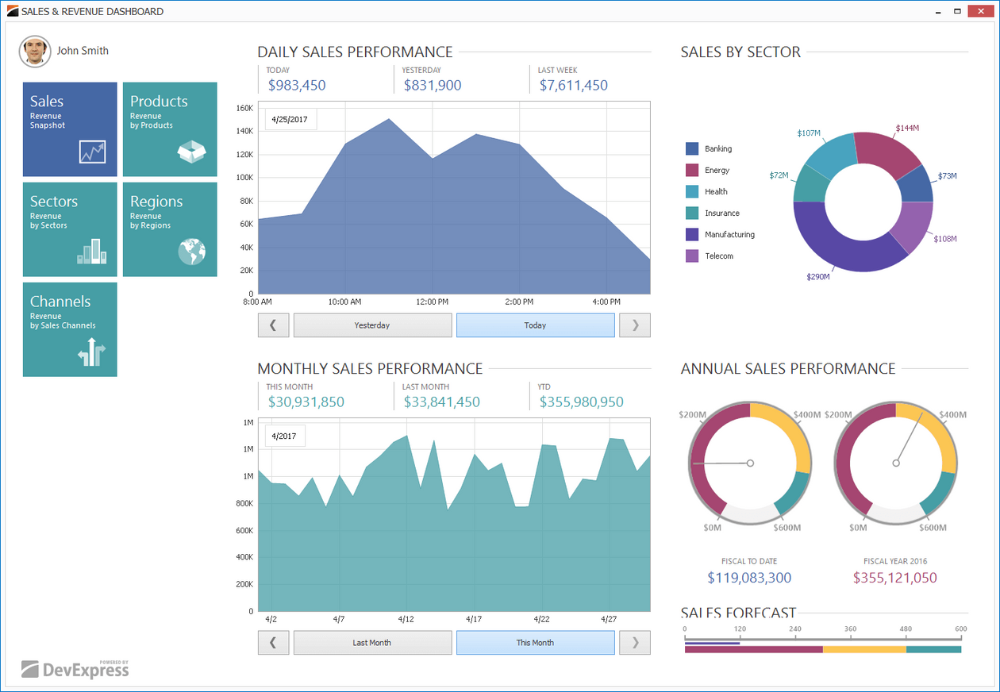 SALES & REVENUE DASHBOARD
John Smith
Sales
Revenue
Snapshot
Products
Revenue
by Products
Sectors
Revenue
by Sectors
Regions
Revenue
by Regions
Channels
Revenue
by Sales Channels
POWERED BY
DevExpress
DAILY SALES PERFORMANCE
TODAY YESTERDAY LAST WEEK
$983,450 $831,900 $7,611,450
4/25/2017
160K
140K
120K
100K
80K
60K
40K
20K
0
8:00 AM 10:00 AM 12:00 PM 2:00 PM 4:00 PM
Yesterday Today
SALES BY SECTOR
Banking
Energy
Health
Insurance
Manufacturing
Telecom
$107M $144M
$72M $73M
$108M
$290M
MONTHLY SALES PERFORMANCE
THIS MONTH LAST MONTH YTD
$30,931,850 $33,841,450 $355,980,950
4/2017
1M
1M
1M
800K
600K
400K
200K
0
4/2 4/7 4/12 4/17 4/22 4/27
Last Month This Month
ANNUAL SALES PERFORMANCE
$200M $400M $200M $400M
$0M $600M $0M $600M
FISCAL TO DATE FISCAL YEAR 2016
$119,083,300 $355,121,050
SALES FORECAST
0 120 240 360 480 600